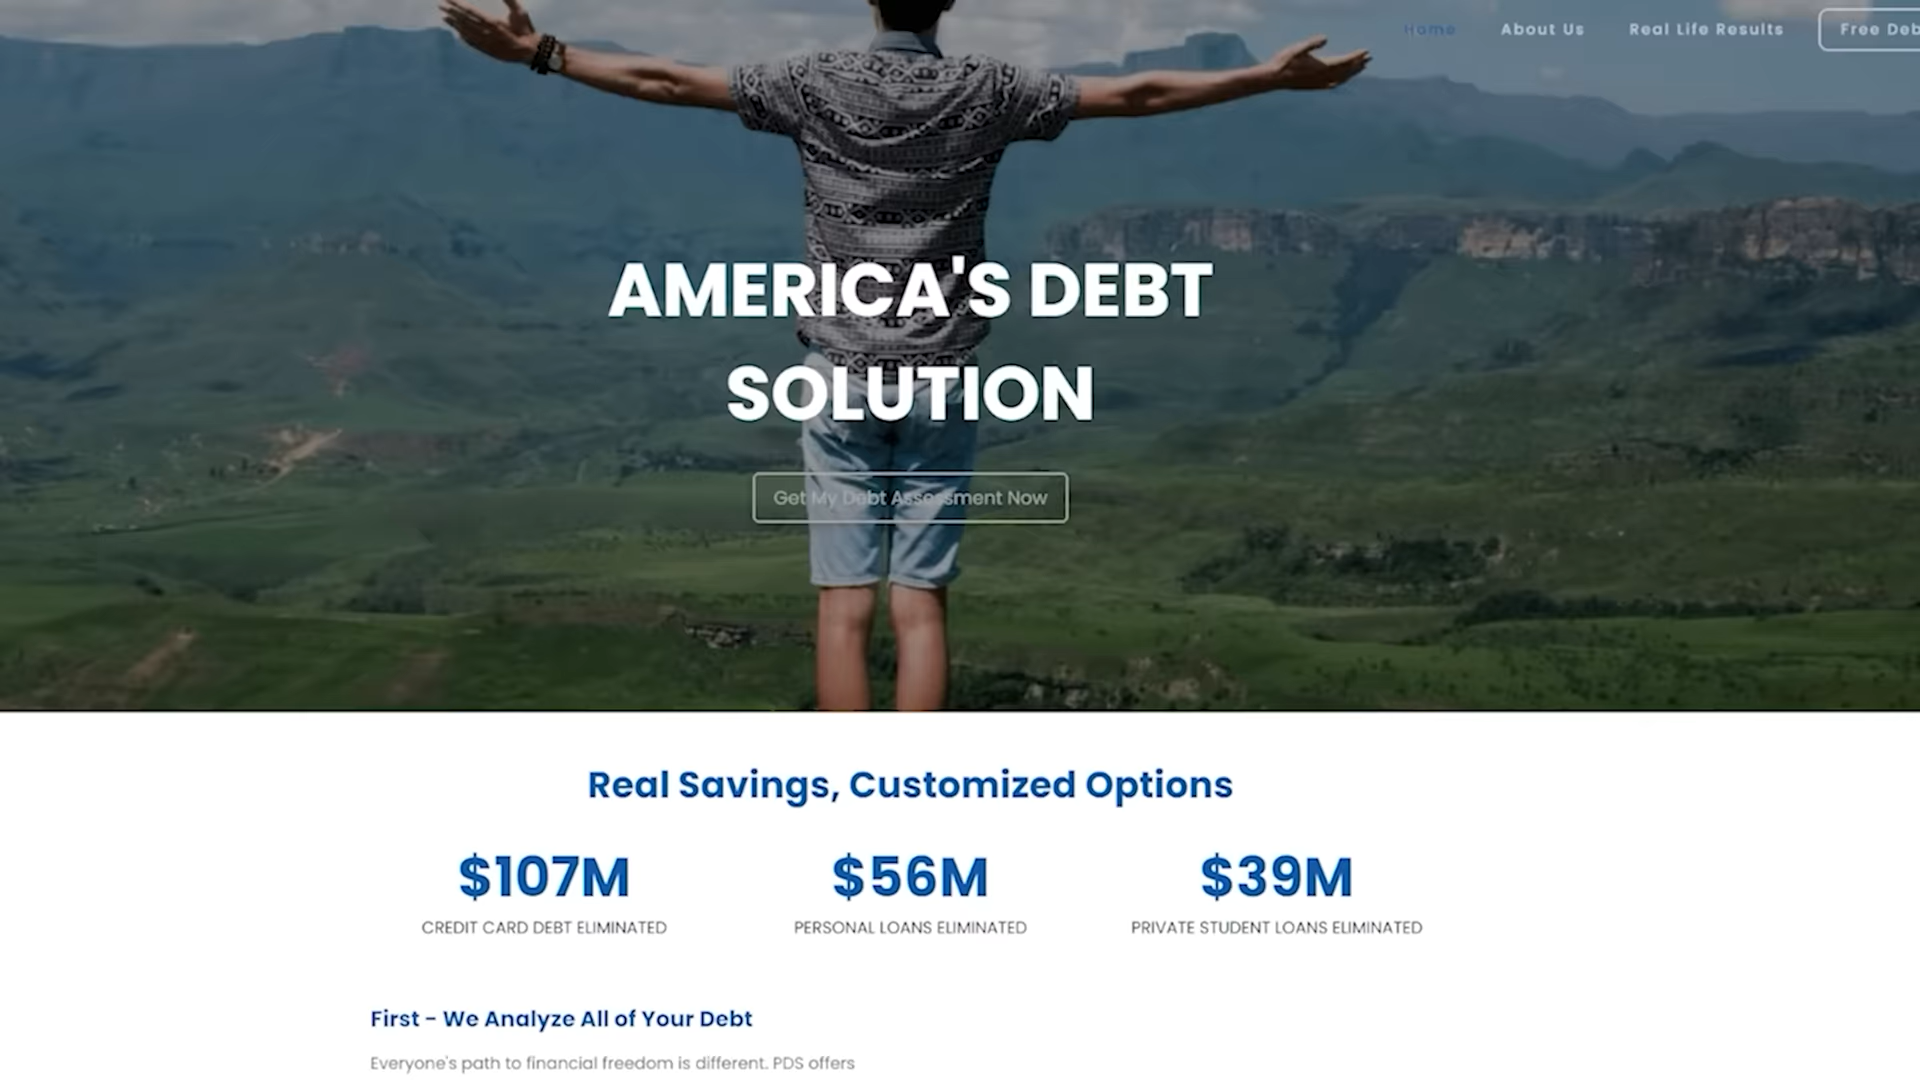 Home About Us Real Life Results Free Deb
AMERICA'S DEBT
SOLUTION
Get My Debt Assessment Now
Real Savings, Customized Options
$107M $56M $39M
CREDIT CARD DEBT ELIMINATED PERSONAL LOANS ELIMINATED PRIVATE STUDENT LOANS ELIMINATED
First - We Analyze All of Your Debt
Everyone's path to financial freedom is different. PDS offers